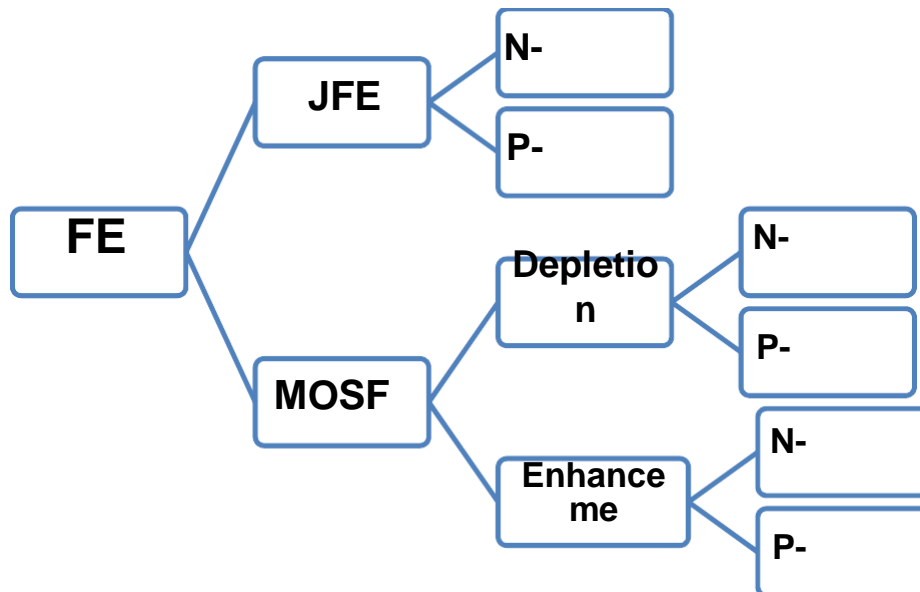 N-
JFE
P-
FE
N-
Depletio
n
P-
MOSF
N-
Enhance
me
P-